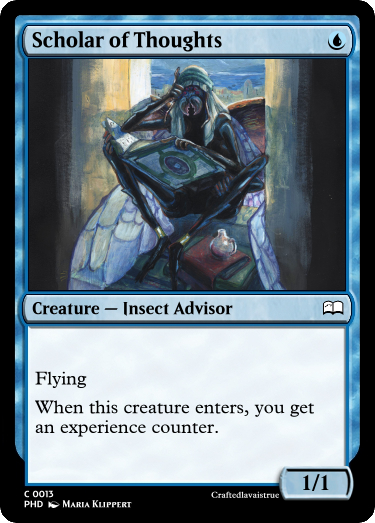 Scholar of Thoughts
Creature — Insect Advisor
Flying
When this creature enters, you get
an experience counter.
1/1
C 0013
PHD Maria Klippert
Craftedlavaistrue